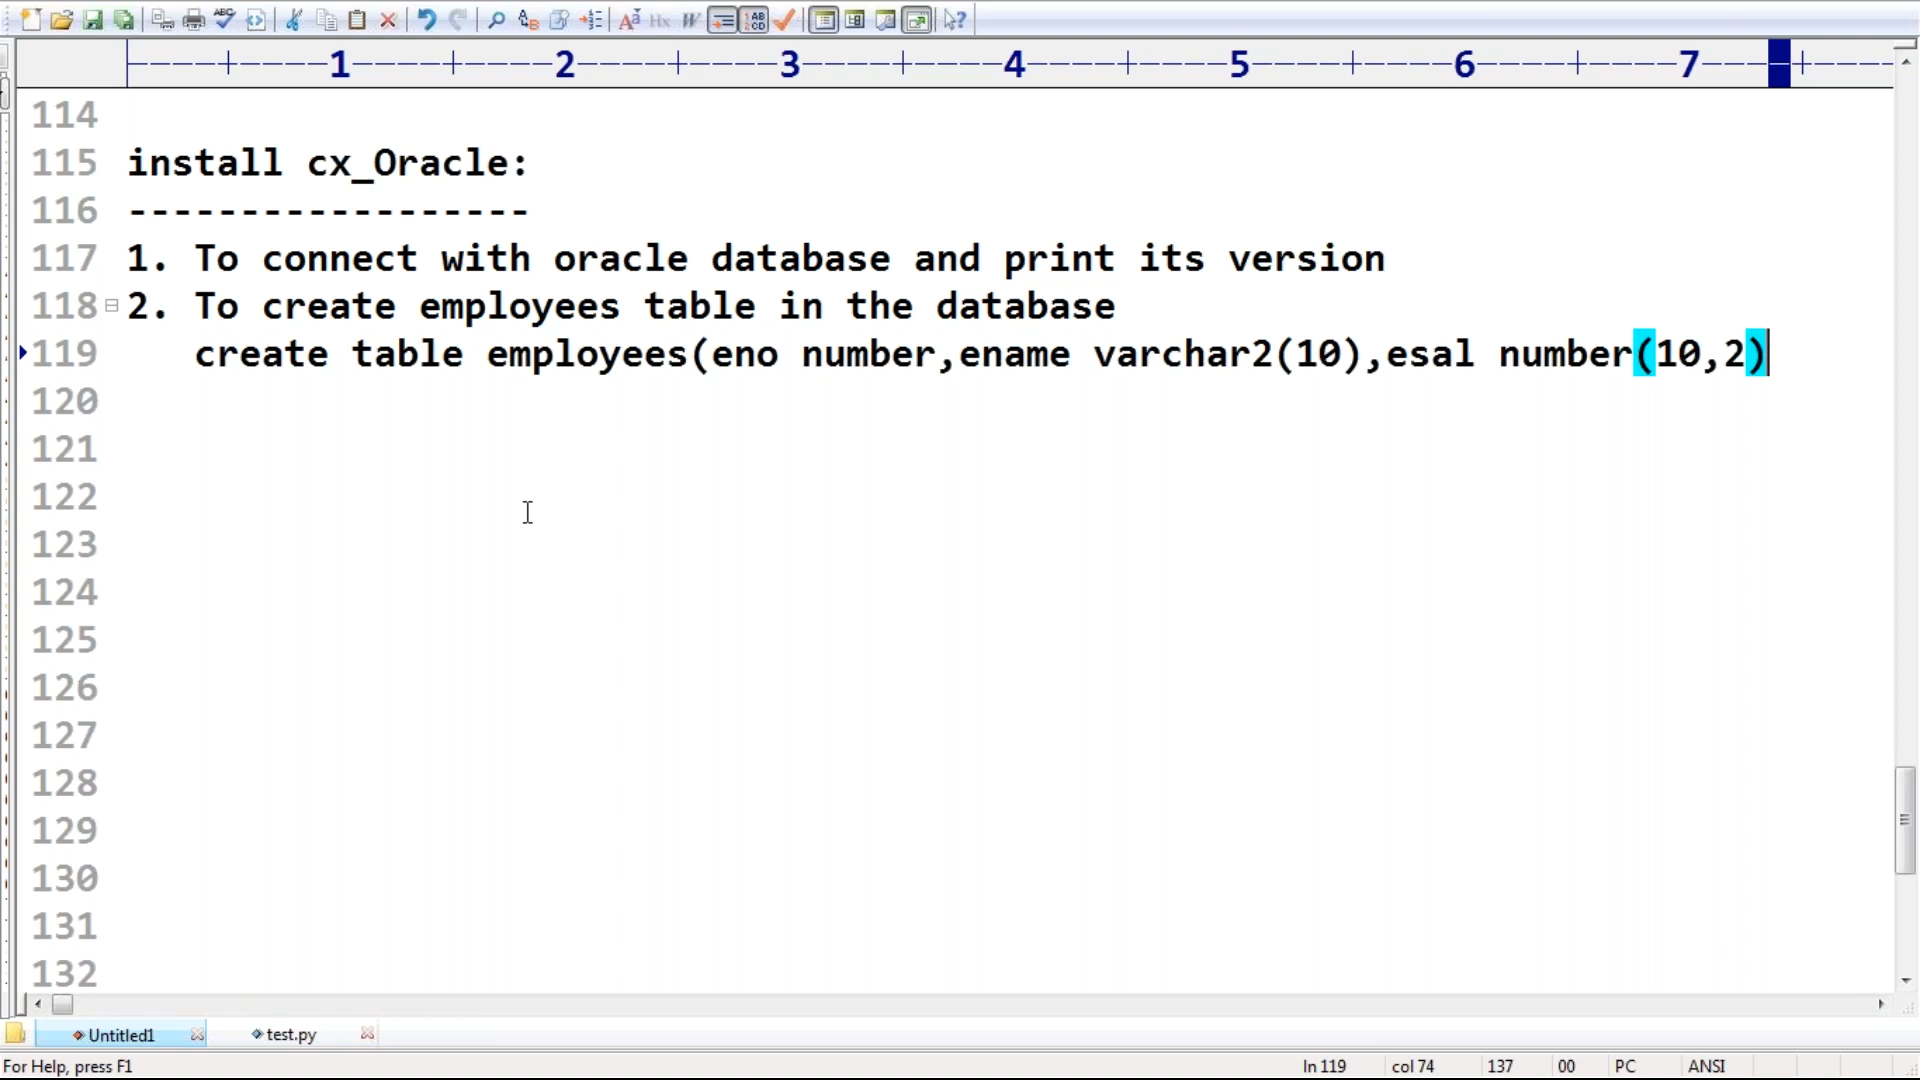 1 2 3 4 5 6 7
114
115 install cx_Oracle:
116 ------------------
117 1. To connect with oracle database and print its version
118 2. To create employees table in the database
119 create table employees(eno number,ename varchar2(10),esal number(10,2)
120
121
122
123
124
125
126
127
128
129
130
131
132
Untitled1 test.py
For Help, press F1 ln 119 col 74 137 00 PC ANSI